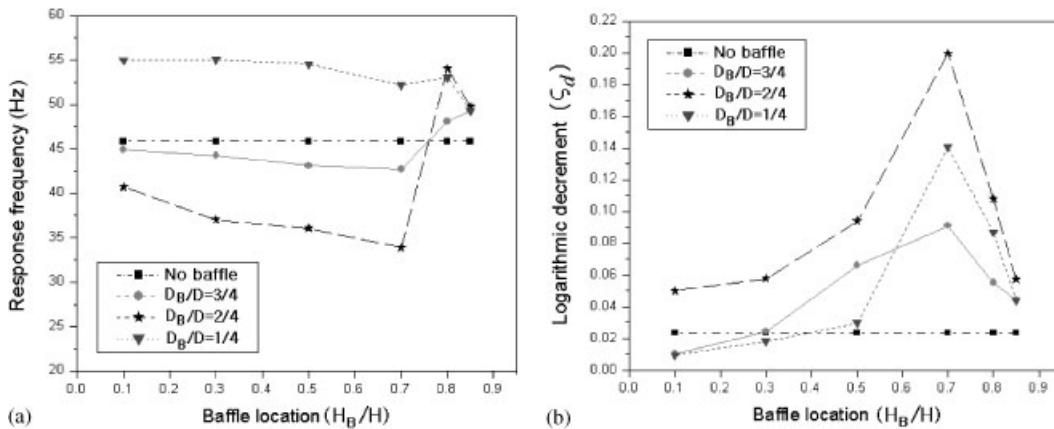 60
55
50
45
40
35
30
25
20
Response frequency (Hz)
No baffle
D_B/D=3/4
D_B/D=2/4
D_B/D=1/4
0.0 0.1 0.2 0.3 0.4 0.5 0.6 0.7 0.8 0.9
(a)
Baffle location (H_B/H)
0.22
0.20
0.18
0.16
0.14
0.12
0.10
0.08
0.06
0.04
0.02
0.00
Logarithmic decrement (ς_d)
No baffle
D_B/D=3/4
D_B/D=2/4
D_B/D=1/4
0.0 0.1 0.2 0.3 0.4 0.5 0.6 0.7 0.8 0.9
(b)
Baffle location (H_B/H)